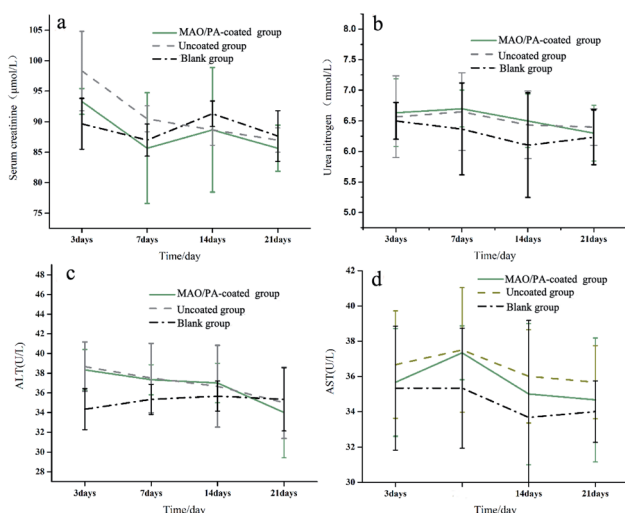 a
MAO/PA-coated group
Uncoated group
Blank group
Serum creatinine (μmol/L)
105
100
95
90
85
80
75
3days
7days
14days
21days
Time/day
b
MAO/PA-coated group
Uncoated group
Blank group
Urea nitrogen (mmol/L)
8.0
7.5
7.0
6.5
6.0
5.5
5.0
3days
7days
14days
21days
Time/day
c
MAO/PA-coated group
Uncoated group
Blank group
ALT(U/L)
48
46
44
42
40
38
36
34
32
30
28
3days
7days
14days
21days
Time/day
d
MAO/PA-coated group
Uncoated group
Blank group
AST(U/L)
42
40
38
36
34
32
30
3days
14days
21days
Time/day